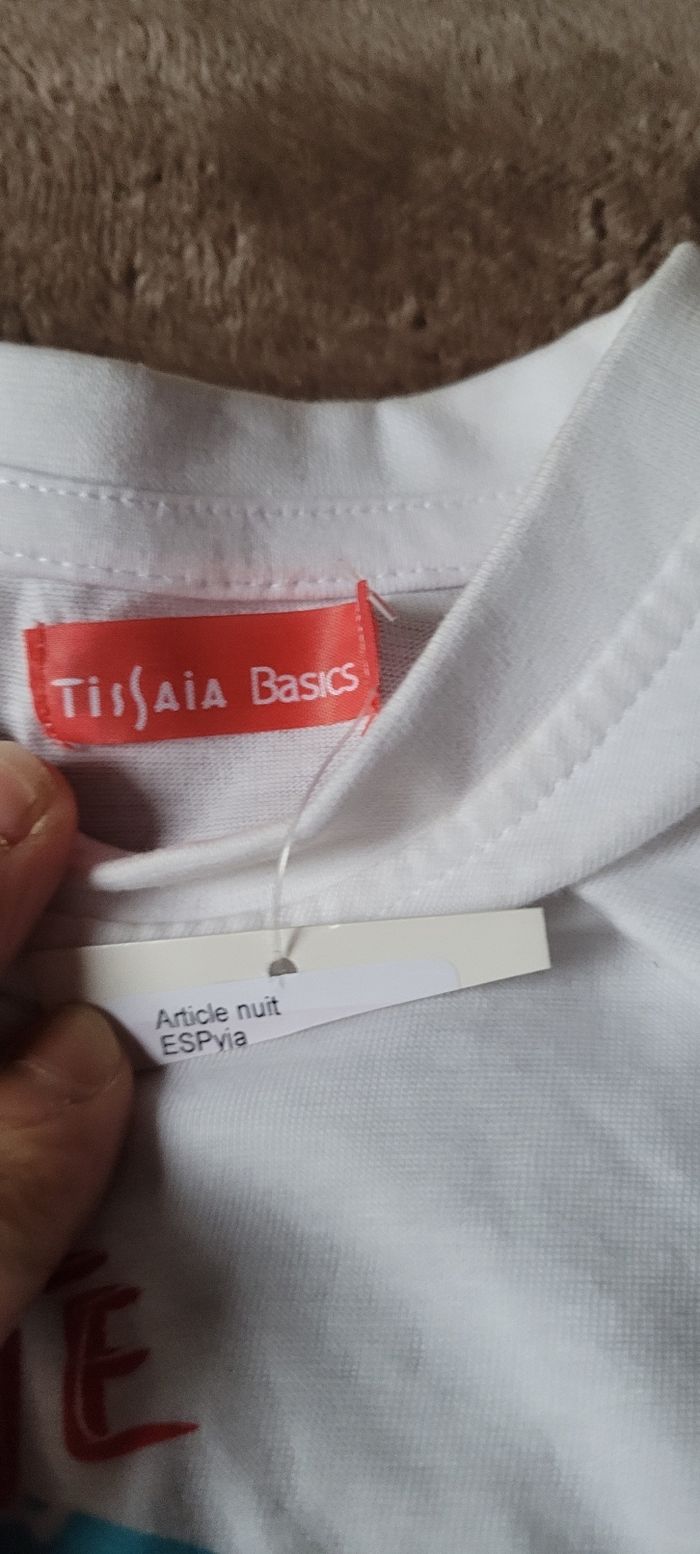 Tissaia Basics
Article nuit
ESPyia
É